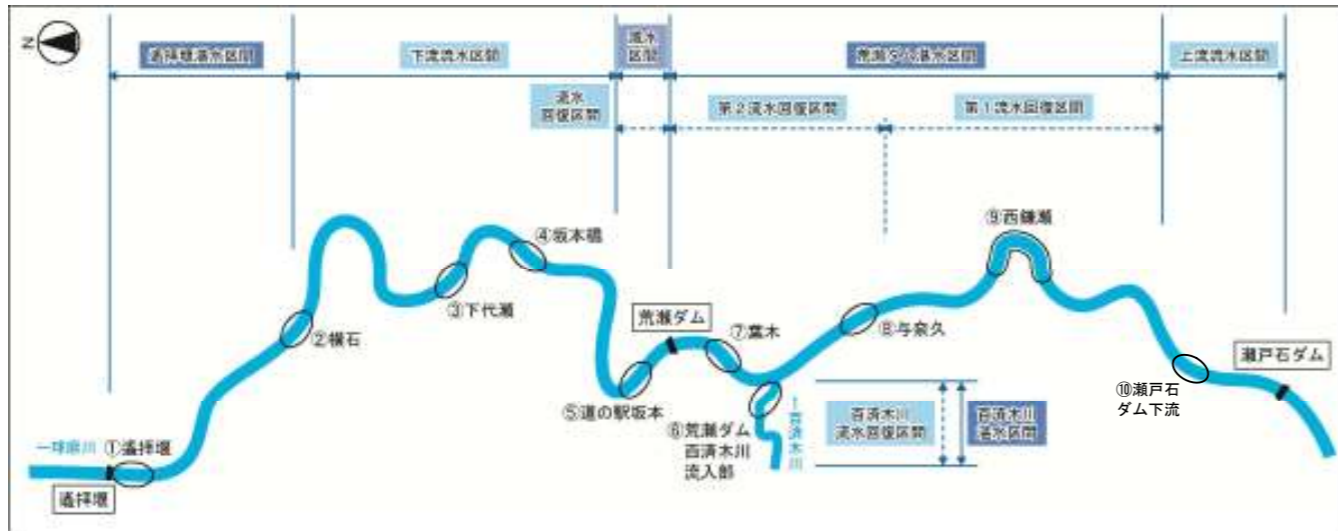 N
遙拝堰湛水区間
下流流水区間
減水
区間
荒瀬ダム湛水区間
上流流水区間
流水
回復区間
第2流水回復区間
第1流水回復区間
⑨西鎌瀬
④坂本橋
③下代瀬
荒瀬ダム
⑦葉木
②横石
⑧与奈久
瀬戸石ダム
⑩瀬戸石
ダム下流
⑤道の駅坂本
⑥荒瀬ダム
百済木川
流入部
百済木川
百済木川
流水回復区間
百済木川
湛水区間
球磨川
①遙拝堰
遙拝堰